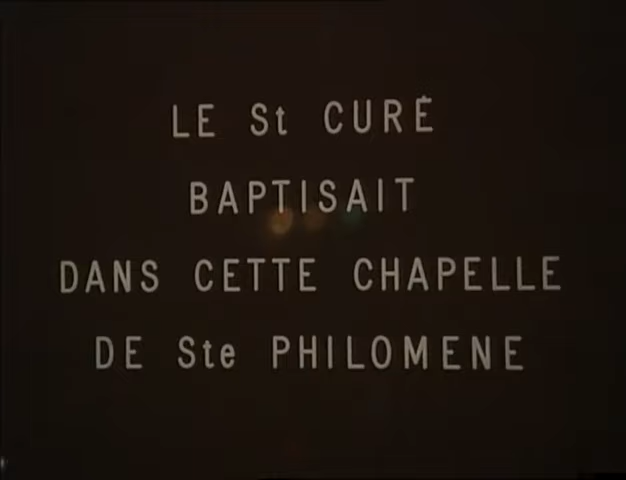 LE St CURÉ
BAPTISAIT
DANS CETTE CHAPELLE
DE Ste PHILOMENE